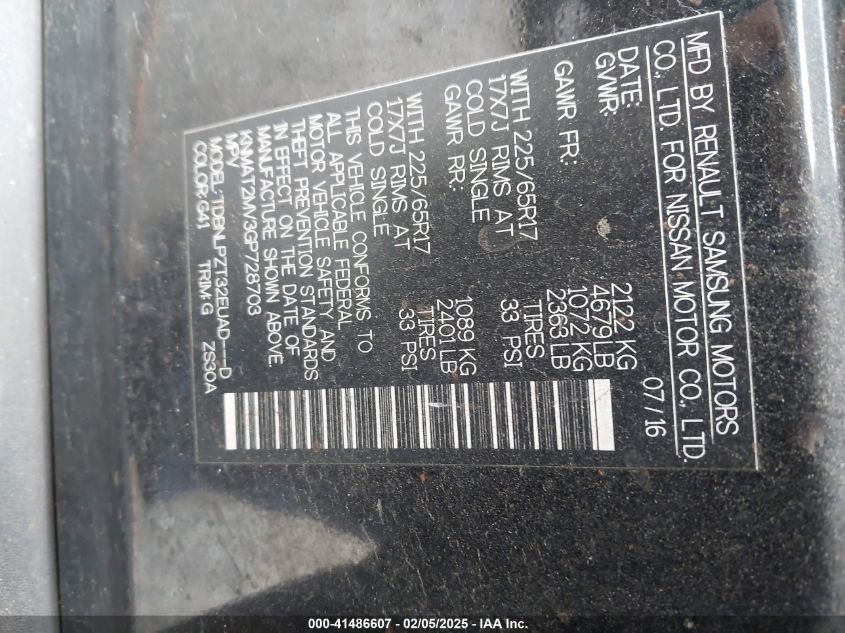 MFD BY RENAULT SAMSUNG MOTORS
CO., LTD. FOR NISSAN MOTOR CO., LTD.
DATE: 07/16
GVWR: 2122 KG
4679 LB
GAWR FR: 1072 KG
2363 LB
WITH 225/65R17 TIRES
17X7J RIMS AT 33 PSI
COLD SINGLE
GAWR RR: 1089 KG
2401 LB
WITH 225/65R17 TIRES
17X7J RIMS AT 33 PSI
COLD SINGLE
THIS VEHICLE CONFORMS TO
ALL APPLICABLE FEDERAL
MOTOR VEHICLE SAFETY AND
THEFT PREVENTION STANDARDS
IN EFFECT ON THE DATE OF
MANUFACTURE SHOWN ABOVE.
KNMAT2MV3GP728703
MPV
MODEL: TDBNLPZT32EUAD---D
COLOR:G41 TRIM:G ZS30A
000-41486607 - 02/05/2025 - IAA Inc.